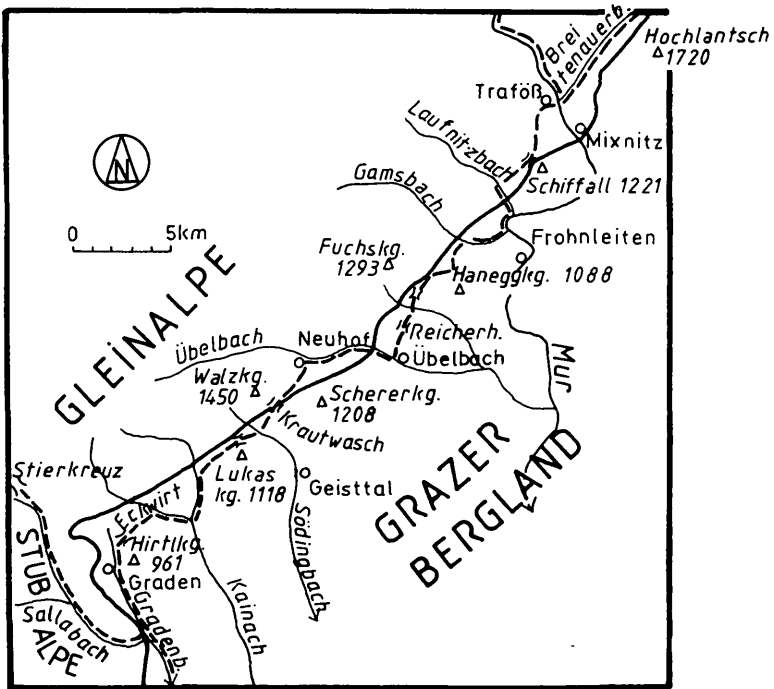 Brei
tenauerb.
Hochlantsch
1720
Traföß
Mixnitz
Laufnitzbach
Schiffall 1221
Gamsbach
N
0 5km
Frohnleiten
Fuchskg.
1293
Haneggkg. 1088
GLEINALPE
Reicherh.
Neuhof
Übelbach
Übelbach
Mur
Walzkg.
1450
Schererkg.
1208
Krautwasch
GRAZER
BERGLAND
Stierkreuz
Lukas
kg. 1118
Geisttal
Eckwirt
Södingbach
Hirtlkg.
961
Graden
STUB
ALPE
Sallabach
Gradenb.
Kainach